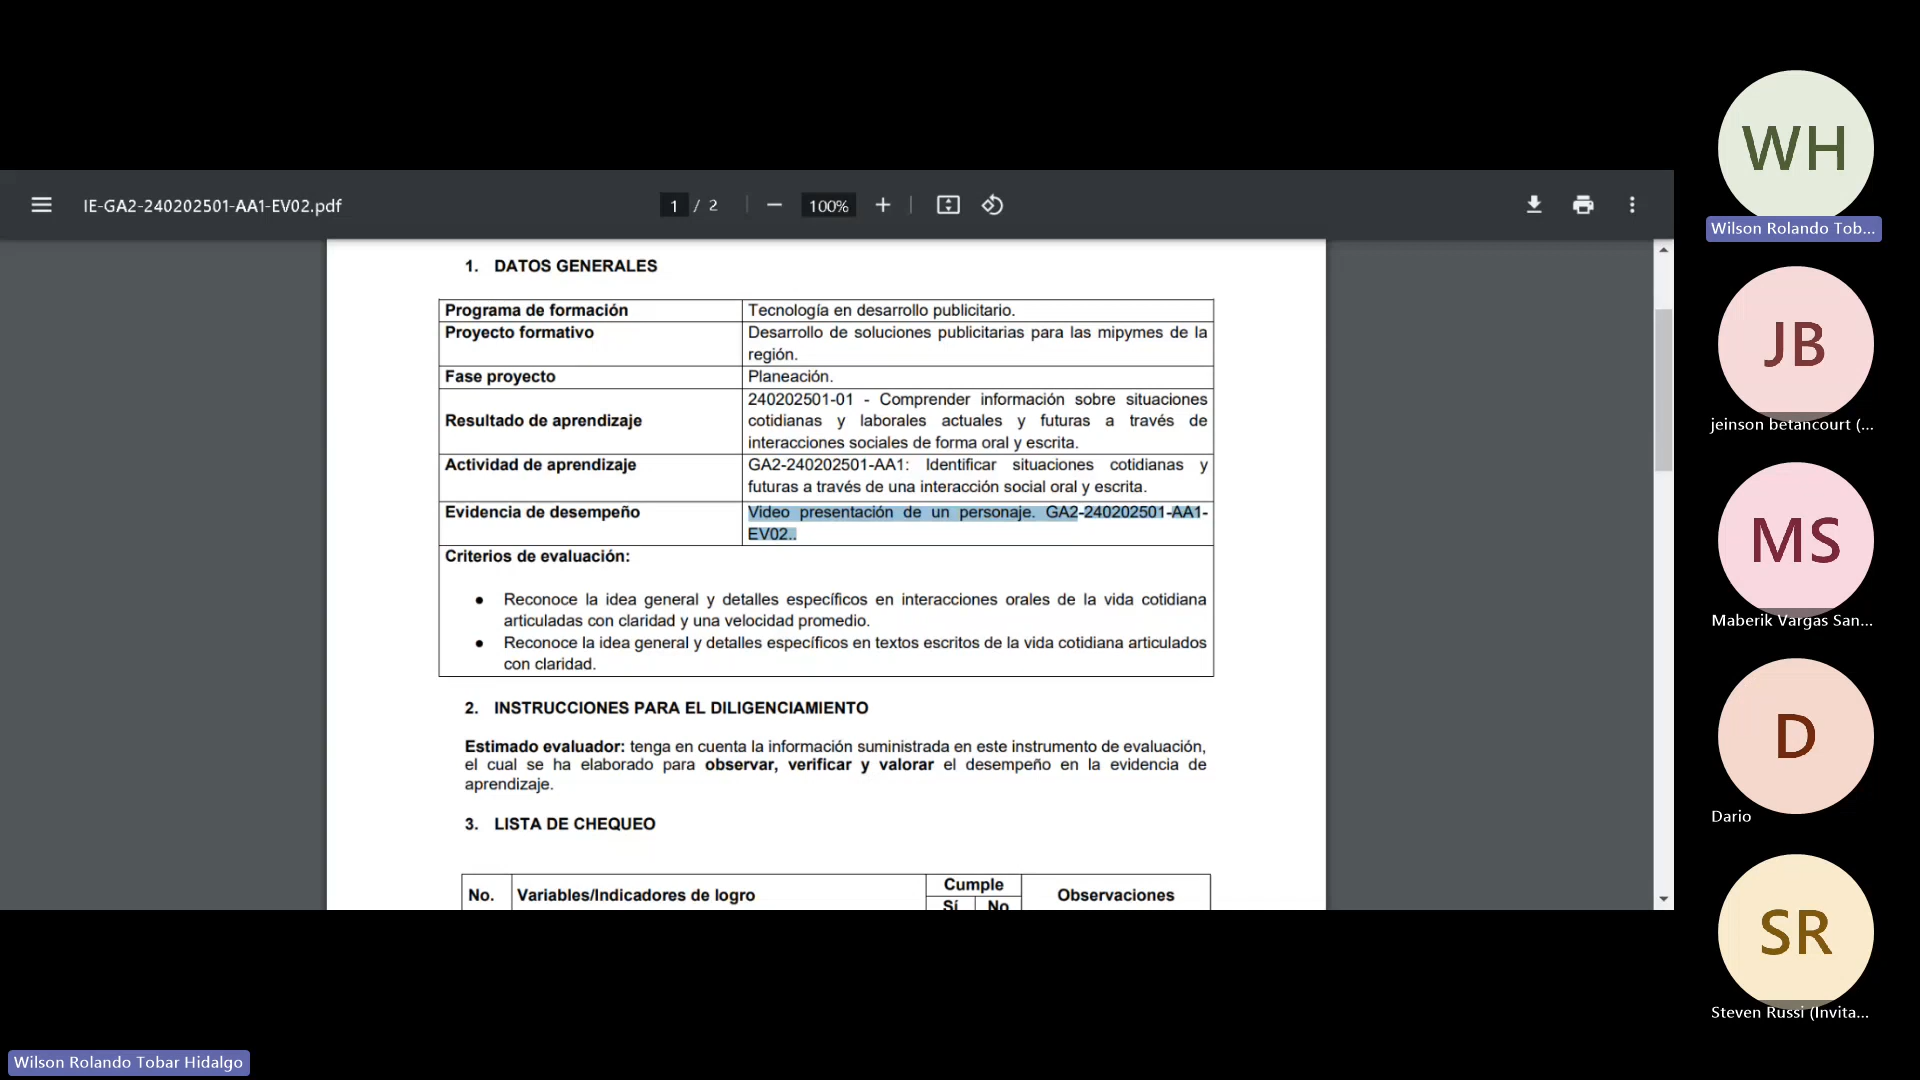 IE-GA2-240202501-AA1-EV02.pdf
1 / 2
100%
1. DATOS GENERALES
Programa de formación
Tecnología en desarrollo publicitario.
Proyecto formativo
Desarrollo de soluciones publicitarias para las mipymes de la
región.
Fase proyecto
Planeación.
Resultado de aprendizaje
240202501-01 - Comprender información sobre situaciones
cotidianas y laborales actuales y futuras a través de
interacciones sociales de forma oral y escrita.
Actividad de aprendizaje
GA2-240202501-AA1: Identificar situaciones cotidianas y
futuras a través de una interacción social oral y escrita.
Evidencia de desempeño
Video presentación de un personaje. GA2-240202501-AA1-
EV02..
Criterios de evaluación:
● Reconoce la idea general y detalles específicos en interacciones orales de la vida cotidiana
articuladas con claridad y una velocidad promedio.
● Reconoce la idea general y detalles específicos en textos escritos de la vida cotidiana articulados
con claridad.
2. INSTRUCCIONES PARA EL DILIGENCIAMIENTO
Estimado evaluador: tenga en cuenta la información suministrada en este instrumento de evaluación,
el cual se ha elaborado para observar, verificar y valorar el desempeño en la evidencia de
aprendizaje.
3. LISTA DE CHEQUEO
No.
Variables/Indicadores de logro
Cumple
Sí No
Observaciones
WH
Wilson Rolando Tob...
JB
jeinson betancourt (...
MS
Maberik Vargas San...
D
Dario
SR
Steven Russi (Invita...
Wilson Rolando Tobar Hidalgo